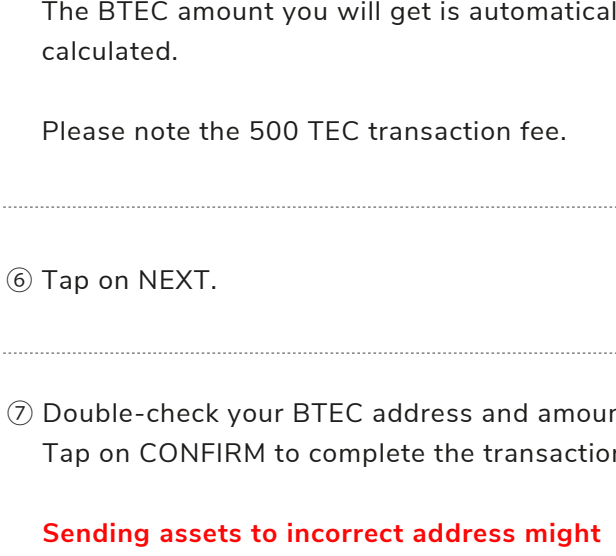 The BTEC amount you will get is automatical
calculated.
Please note the 500 TEC transaction fee.
⑥ Tap on NEXT.
⑦ Double-check your BTEC address and amour
Tap on CONFIRM to complete the transaction
Sending assets to incorrect address might